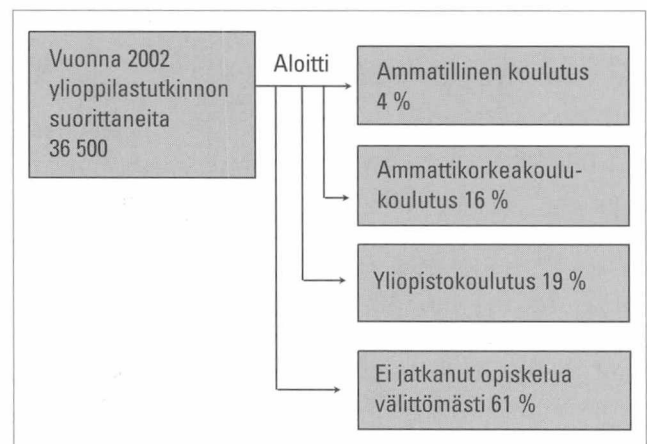 Vuonna 2002
ylioppilastutkinnon
suorittaneita
36 500
Aloitti
Ammatillinen koulutus
4 %
Ammattikorkeakoulu-
koulutus 16 %
Yliopistokoulutus 19 %
Ei jatkanut opiskelua
välittömästi 61 %